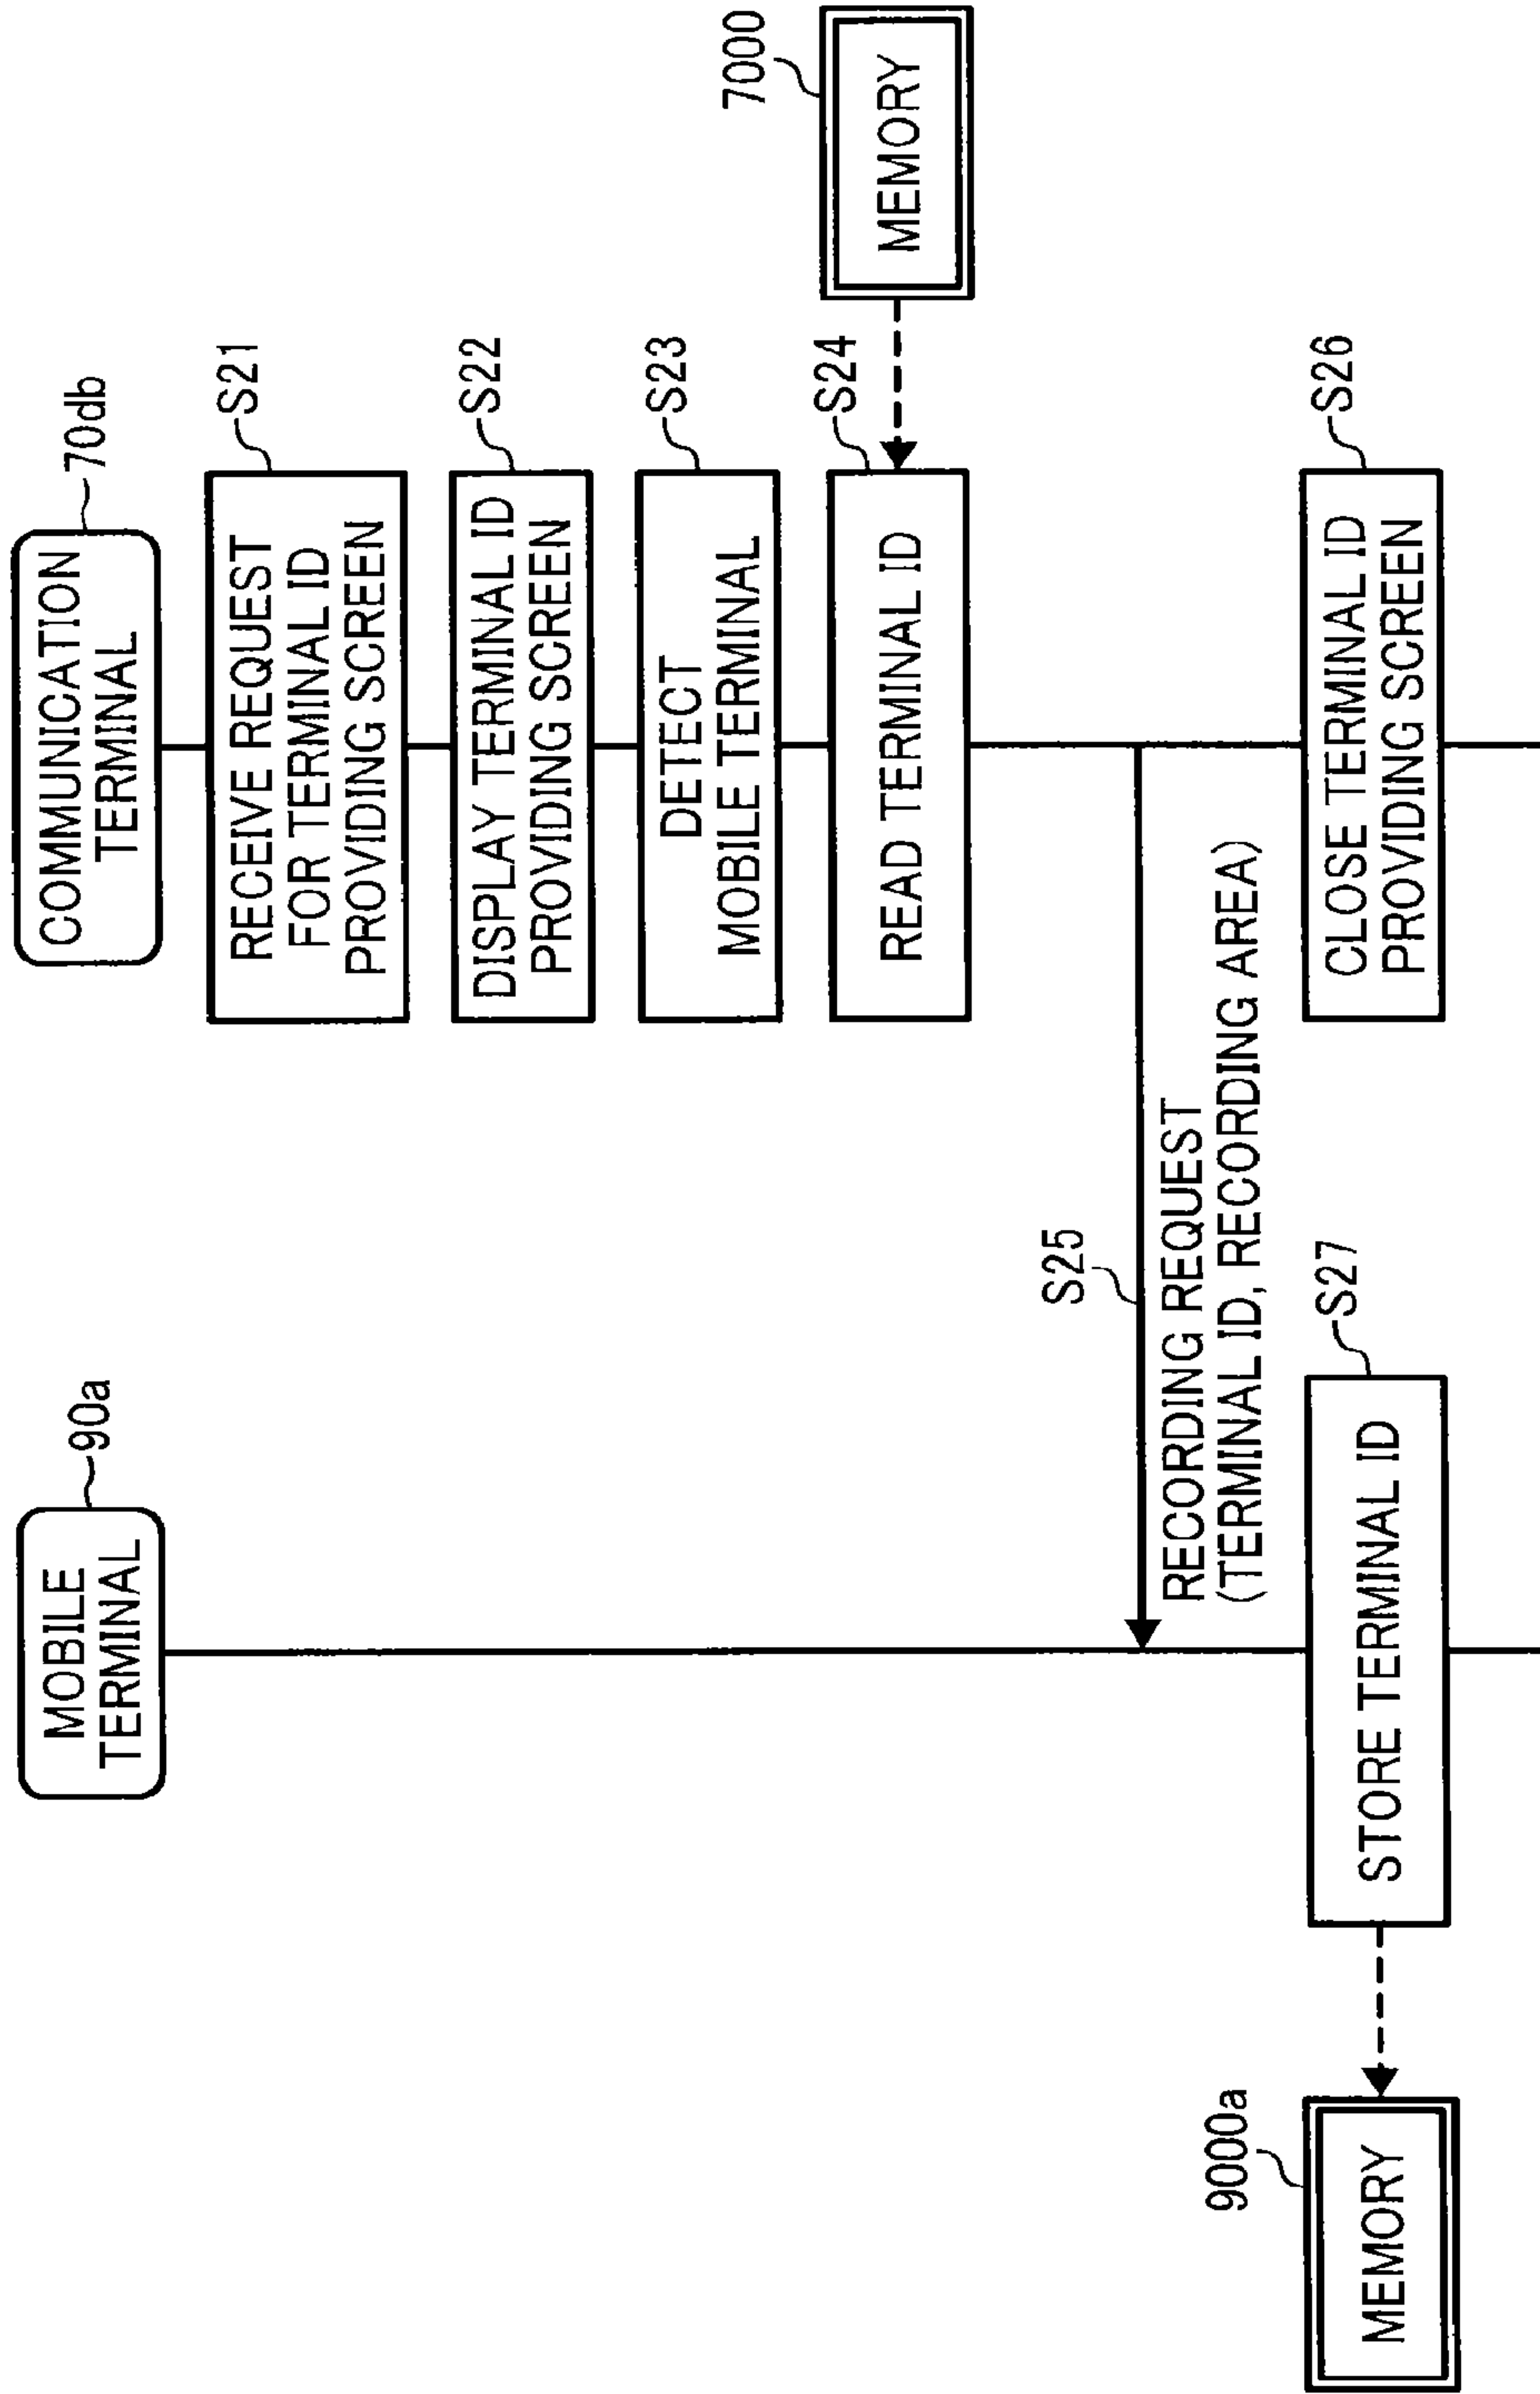 MOBILE
TERMINAL
90a
COMMUNICATION
TERMINAL
70db
RECEIVE REQUEST
FOR TERMINAL ID
PROVIDING SCREEN
S21
DISPLAY TERMINAL ID
PROVIDING SCREEN
S22
DETECT
MOBILE TERMINAL
S23
READ TERMINAL ID
S24
MEMORY
7000
S25
RECORDING REQUEST
(TERMINAL ID, RECORDING AREA)
CLOSE TERMINAL ID
PROVIDING SCREEN
S26
STORE TERMINAL ID
S27
MEMORY
9000a